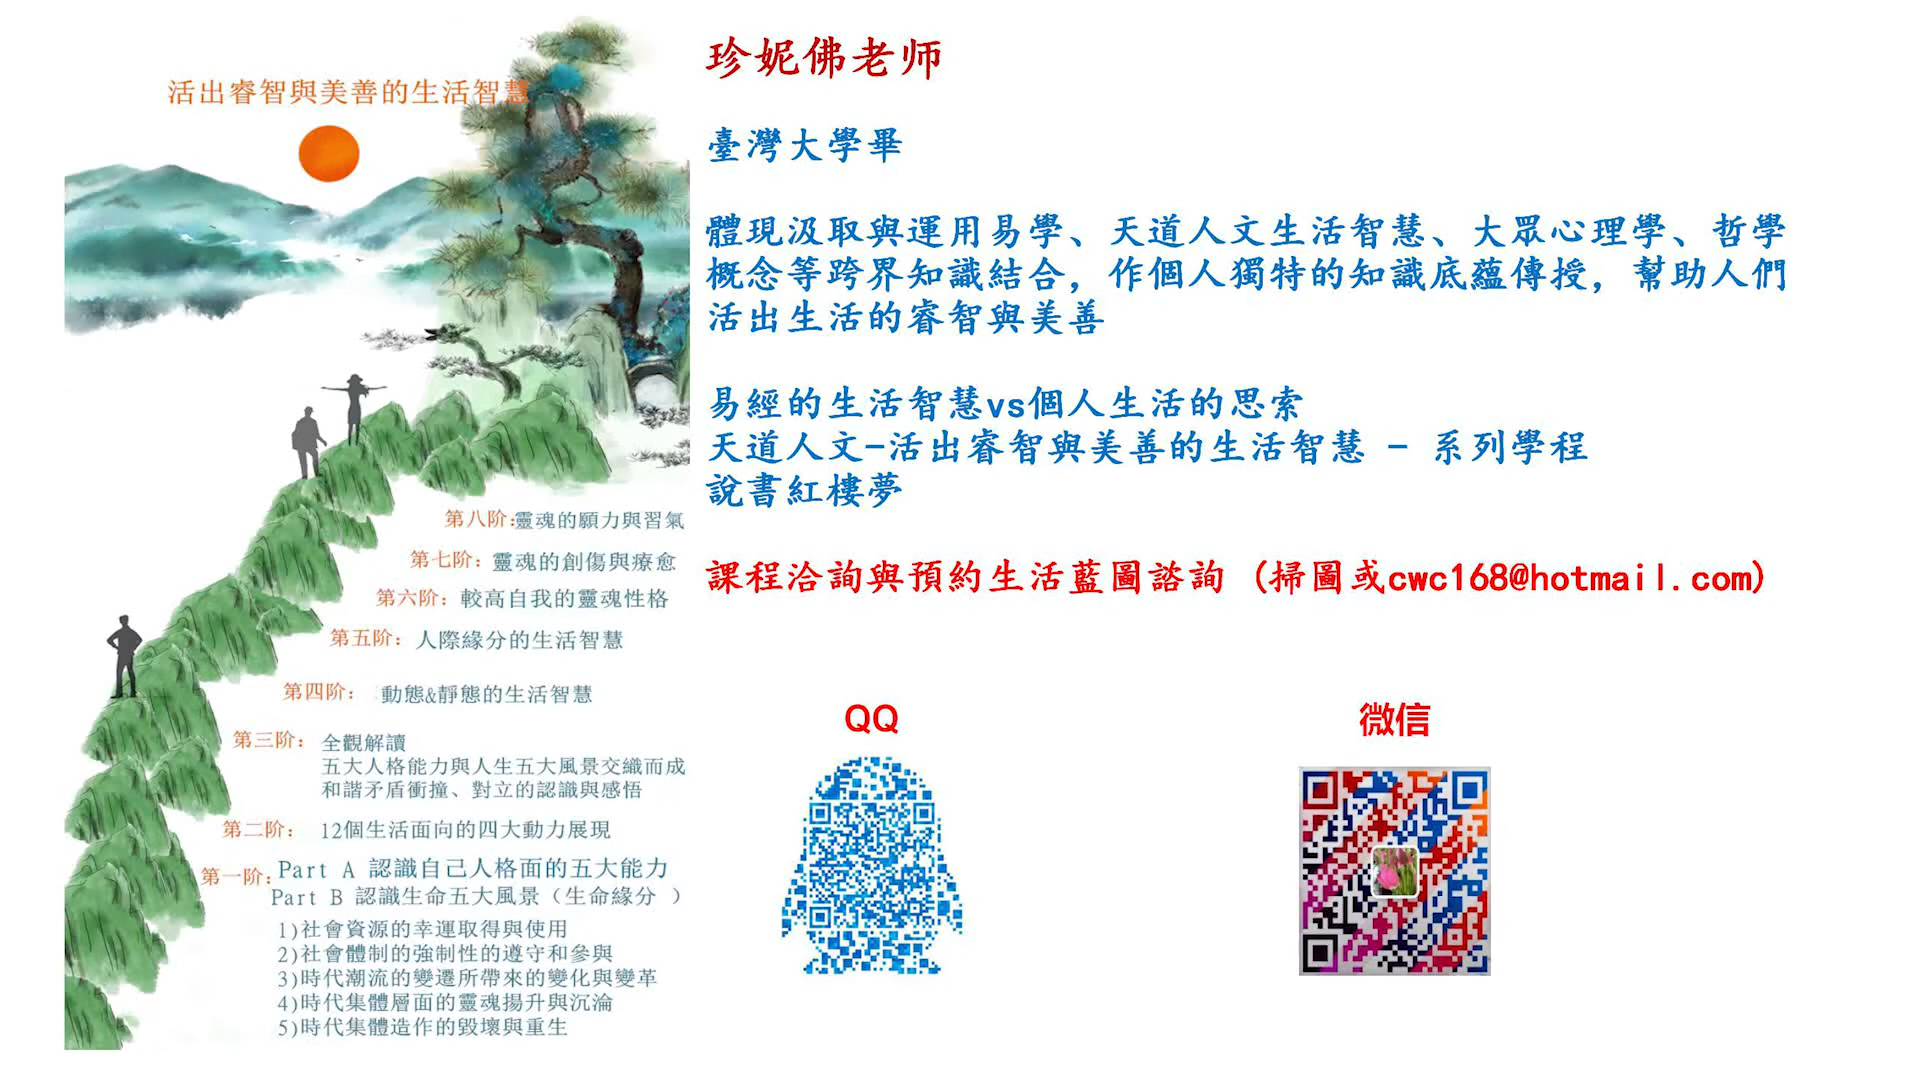 活出睿智與美善的生活智慧
第八阶:靈魂的願力與習氣
第七阶：靈魂的創傷與療愈
第六阶：較高自我的靈魂性格
第五阶：人際緣分的生活智慧
第四阶：動態&靜態的生活智慧
第三阶：全觀解讀
五大人格能力與人生五大風景交織而成
和諧矛盾衝撞、對立的認識與感悟
第二阶：12個生活面向的四大動力展現
第一阶：Part A 認識自己人格面的五大能力
Part B 認識生命五大風景（生命緣分 ）
1)社會資源的幸運取得與使用
2)社會體制的強制性的遵守和參與
3)時代潮流的變遷所帶來的變化與變革
4)時代集體層面的靈魂揚升與沉淪
5)時代集體造作的毀壞與重生
珍妮佛老师
臺灣大學畢
體現汲取與運用易學、天道人文生活智慧、大眾心理學、哲學
概念等跨界知識結合，作個人獨特的知識底蘊傳授，幫助人們
活出生活的睿智與美善
易經的生活智慧vs個人生活的思索
天道人文-活出睿智與美善的生活智慧 - 系列學程
說書紅樓夢
課程洽詢與預約生活藍圖諮詢 (掃圖或cwc168@hotmail.com)
QQ
微信